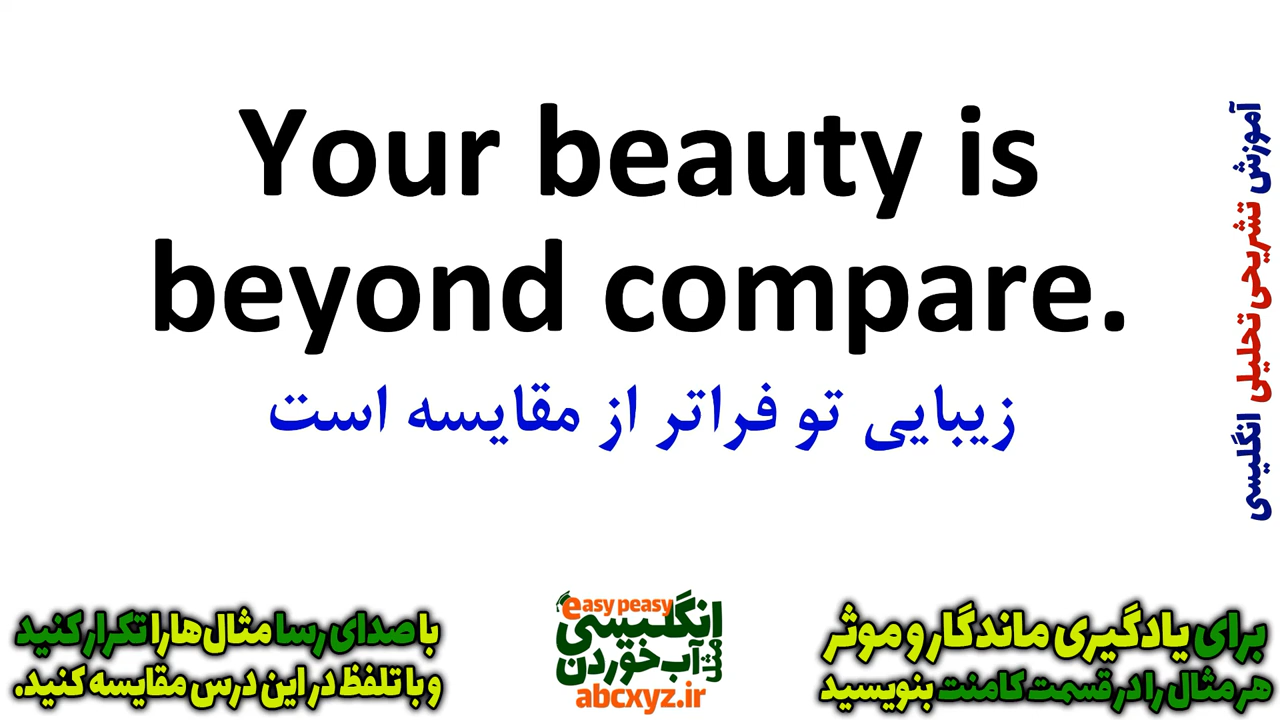 Your beauty is
beyond compare.
زیبایی تو فراتر از مقایسه است
آموزش تشریحی تحلیلی انگلیسی
برای یادگیری ماندگار و موثر
هر مثال را در قسمت کامنت بنویسید
easy peasy
انگلیسی
مثل آب خوردن
abcxyz.ir
با صدای رسا مثال‌ها را تکرار کنید
و با تلفظ در این درس مقایسه کنید.